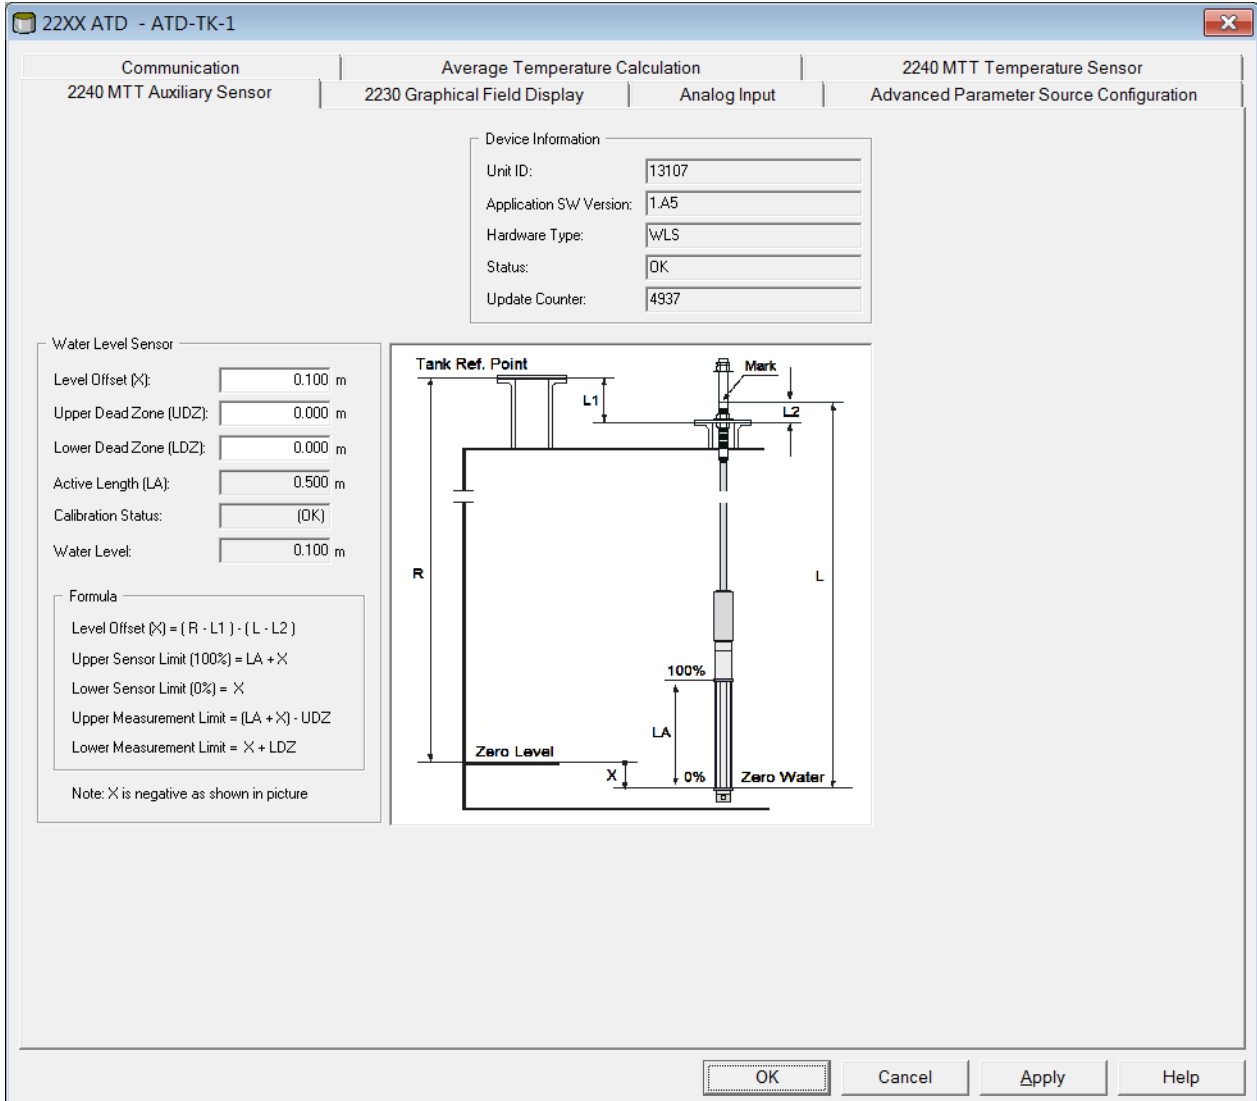 22XX ATD - ATD-TK-1
Communication
Average Temperature Calculation
2240 MTT Temperature Sensor
2240 MTT Auxiliary Sensor
2230 Graphical Field Display
Analog Input
Advanced Parameter Source Configuration
Device Information
Unit ID: 13107
Application SW Version: 1.A5
Hardware Type: WLS
Status: OK
Update Counter: 4937
Water Level Sensor
Level Offset (X): 0.100 m
Upper Dead Zone (UDZ): 0.000 m
Lower Dead Zone (LDZ): 0.000 m
Active Length (LA): 0.500 m
Calibration Status: (OK)
Water Level: 0.100 m
Formula
Level Offset (X) = ( R - L1 ) - ( L - L2 )
Upper Sensor Limit (100%) = LA + X
Lower Sensor Limit (0%) = X
Upper Measurement Limit = (LA + X) - UDZ
Lower Measurement Limit = X + LDZ
Note: X is negative as shown in picture
Tank Ref. Point
Mark
L1
L2
R
L
100%
LA
Zero Level
X
0%
Zero Water
OK
Cancel
Apply
Help